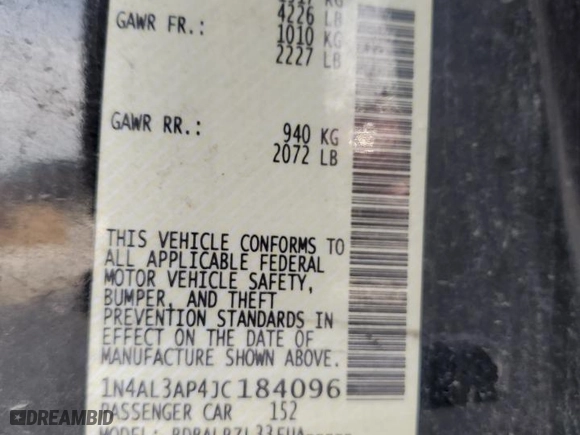 4226 LB
GAWR FR.: 1010 KG
2227 LB
GAWR RR.: 940 KG
2072 LB
THIS VEHICLE CONFORMS TO
ALL APPLICABLE FEDERAL
MOTOR VEHICLE SAFETY,
BUMPER, AND THEFT
PREVENTION STANDARDS IN
EFFECT ON THE DATE OF
MANUFACTURE SHOWN ABOVE.
1N4AL3AP4JC184096
PASSENGER CAR 152
DREAMBID